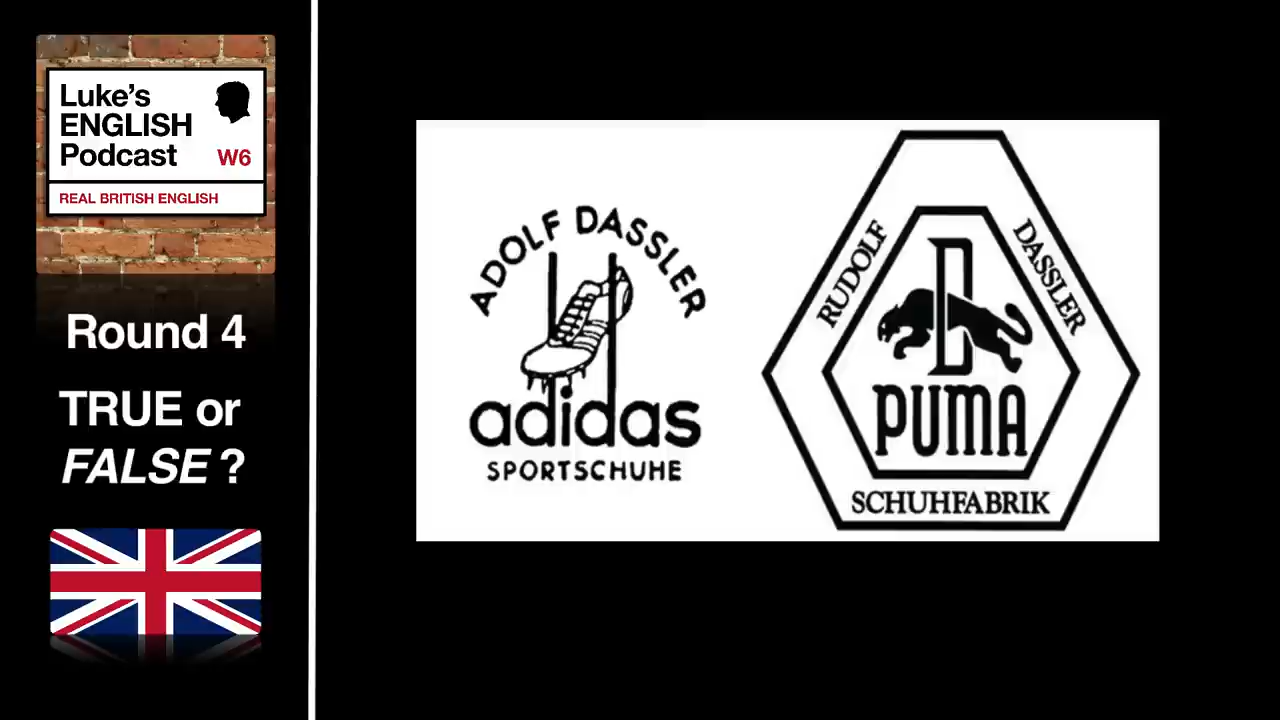 Luke's
ENGLISH
Podcast
W6
REAL BRITISH ENGLISH
Round 4
TRUE or
FALSE ?
ADOLF DASSLER
adidas
SPORTSCHUHE
RUDOLF DASSLER
D
PUMA
SCHUHFABRIK